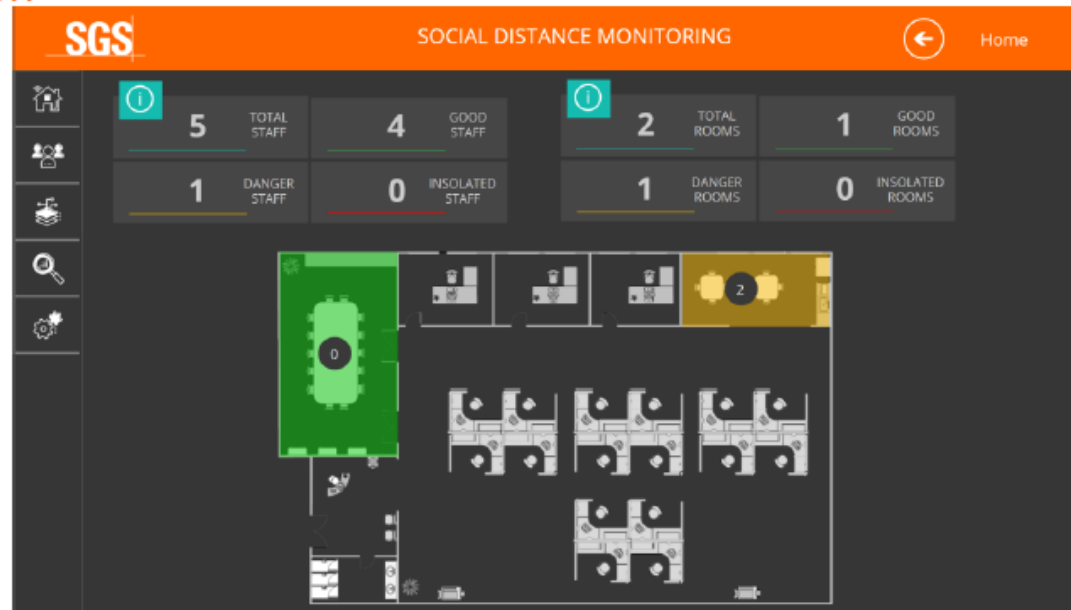 SGS
SOCIAL DISTANCE MONITORING
Home
5 TOTAL STAFF
4 GOOD STAFF
2 TOTAL ROOMS
1 GOOD ROOMS
1 DANGER STAFF
0 INSOLATED STAFF
1 DANGER ROOMS
0 INSOLATED ROOMS
2
0